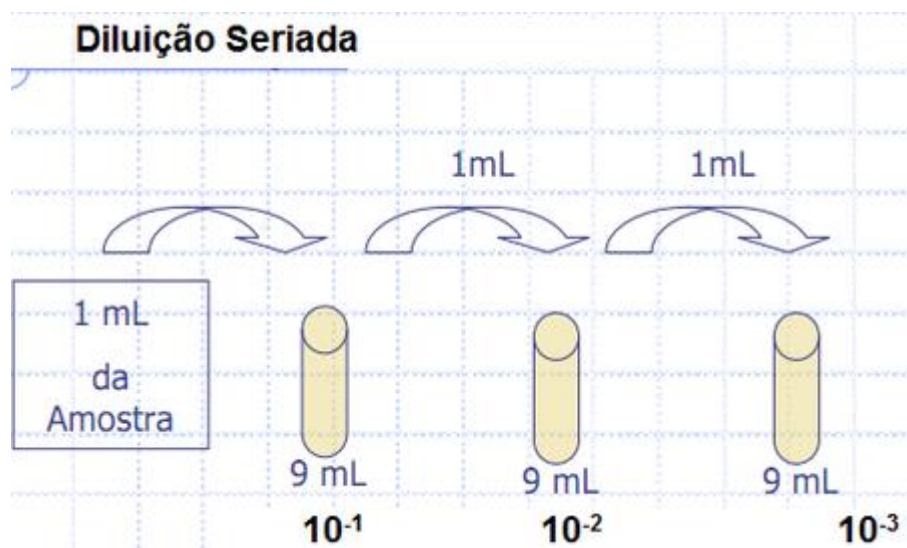 Diluição Seriada
1mL 1mL
1 mL
da
Amostra
9 mL 9 mL 9 mL
10⁻¹ 10⁻² 10⁻³